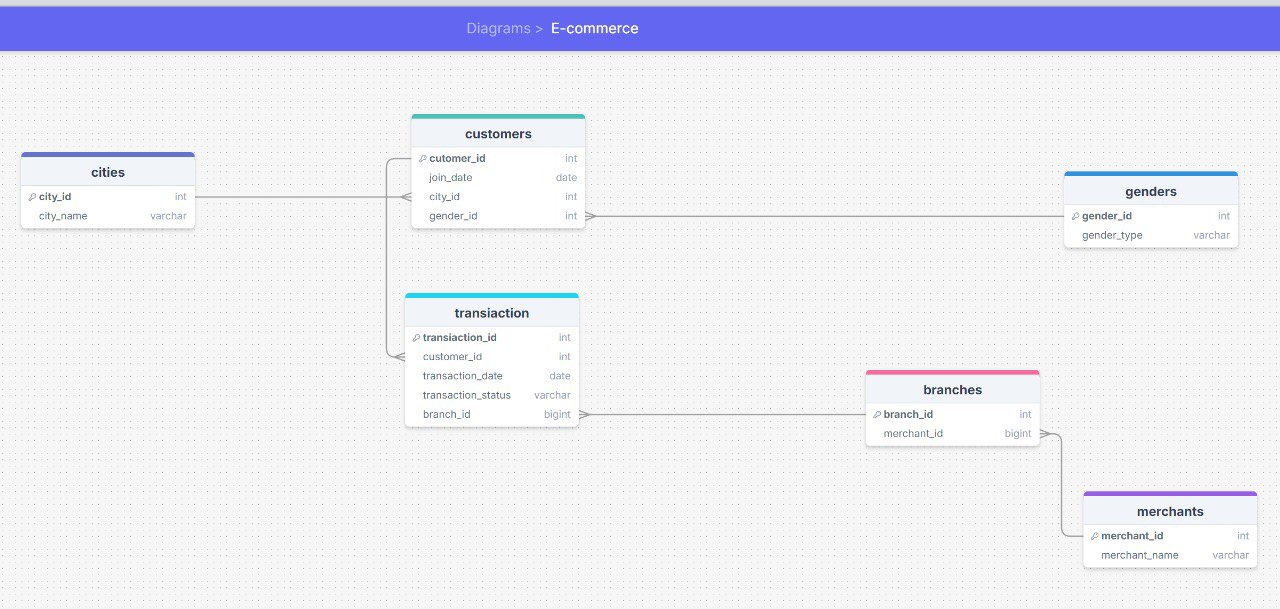 Diagrams > E-commerce
cities
city_id int
city_name varchar
customers
cutomer_id int
join_date date
city_id int
gender_id int
genders
gender_id int
gender_type varchar
transiaction
transiaction_id int
customer_id int
transaction_date date
transaction_status varchar
branch_id bigint
branches
branch_id int
merchant_id bigint
merchants
merchant_id int
merchant_name varchar